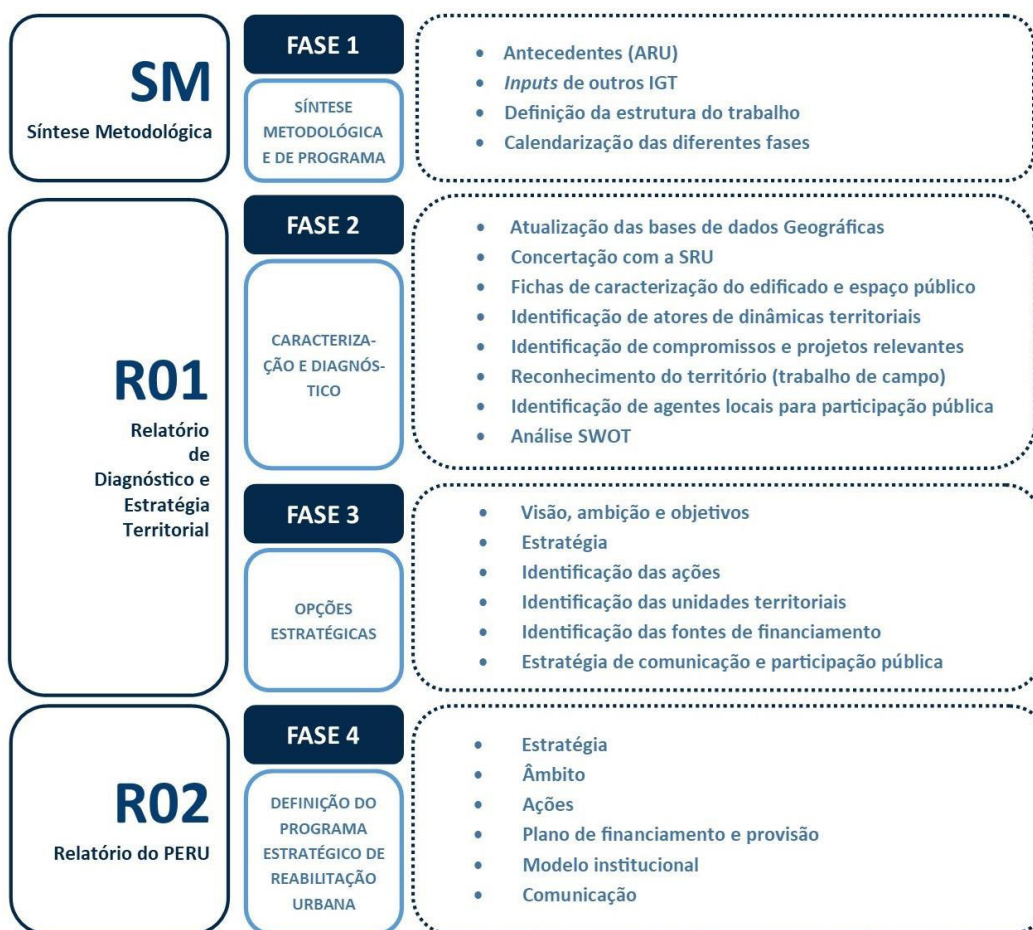 SM
Síntese Metodológica
FASE 1
SÍNTESE
METODOLÓGICA
E DE PROGRAMA
• Antecedentes (ARU)
• Inputs de outros IGT
• Definição da estrutura do trabalho
• Calendarização das diferentes fases
R01
Relatório
de
Diagnóstico e
Estratégia
Territorial
FASE 2
CARACTERIZA-
ÇÃO E DIAGNÓS-
TICO
• Atualização das bases de dados Geográficas
• Concertação com a SRU
• Fichas de caracterização do edificado e espaço público
• Identificação de atores de dinâmicas territoriais
• Identificação de compromissos e projetos relevantes
• Reconhecimento do território (trabalho de campo)
• Identificação de agentes locais para participação pública
• Análise SWOT
FASE 3
OPÇÕES
ESTRATÉGICAS
• Visão, ambição e objetivos
• Estratégia
• Identificação das ações
• Identificação das unidades territoriais
• Identificação das fontes de financiamento
• Estratégia de comunicação e participação pública
R02
Relatório do PERU
FASE 4
DEFINIÇÃO DO
PROGRAMA
ESTRATÉGICO DE
REABILITAÇÃO
URBANA
• Estratégia
• Âmbito
• Ações
• Plano de financiamento e provisão
• Modelo institucional
• Comunicação